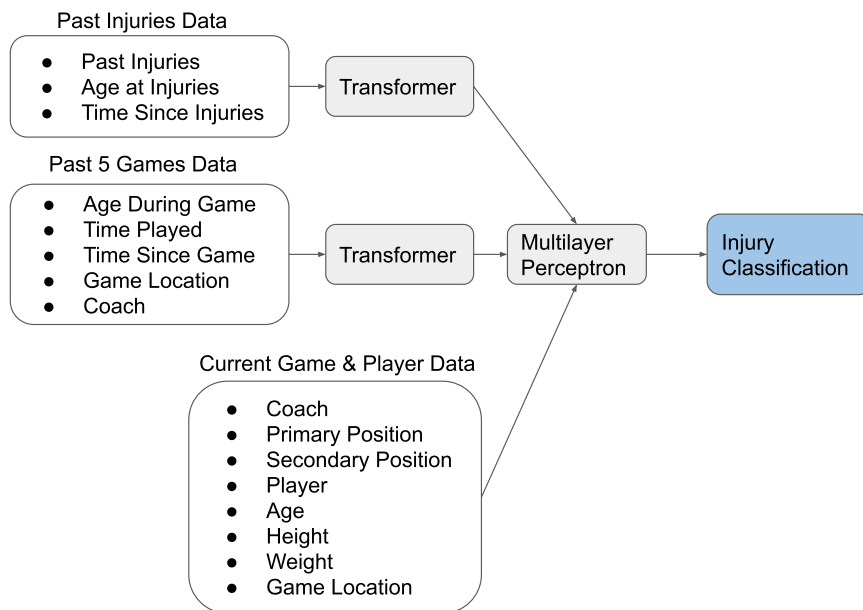 Past Injuries Data
● Past Injuries
● Age at Injuries
● Time Since Injuries
Transformer
Past 5 Games Data
● Age During Game
● Time Played
● Time Since Game
● Game Location
● Coach
Transformer
Multilayer
Perceptron
Injury
Classification
Current Game & Player Data
● Coach
● Primary Position
● Secondary Position
● Player
● Age
● Height
● Weight
● Game Location